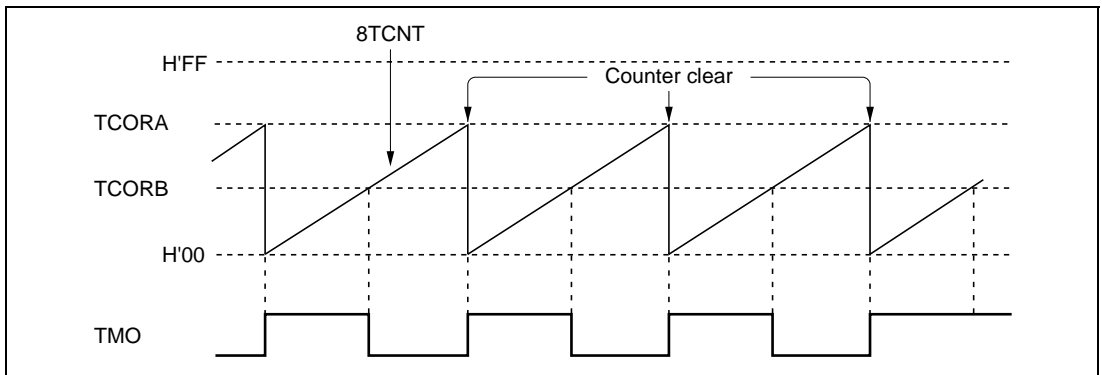 8TCNT
H'FF
Counter clear
TCORA
TCORB
H'00
TMO